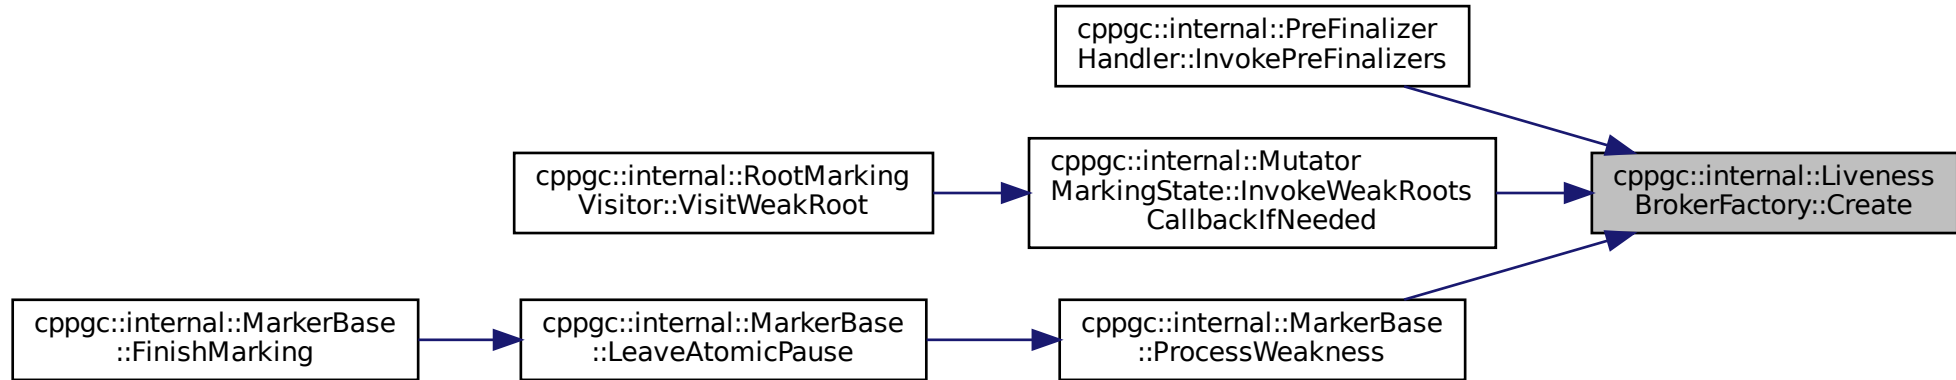 cppgc::internal::PreFinalizer
Handler::InvokePreFinalizers
cppgc::internal::RootMarking
Visitor::VisitWeakRoot
cppgc::internal::Mutator
MarkingState::InvokeWeakRoots
CallbackIfNeeded
cppgc::internal::Liveness
BrokerFactory::Create
cppgc::internal::MarkerBase
::FinishMarking
cppgc::internal::MarkerBase
::LeaveAtomicPause
cppgc::internal::MarkerBase
::ProcessWeakness